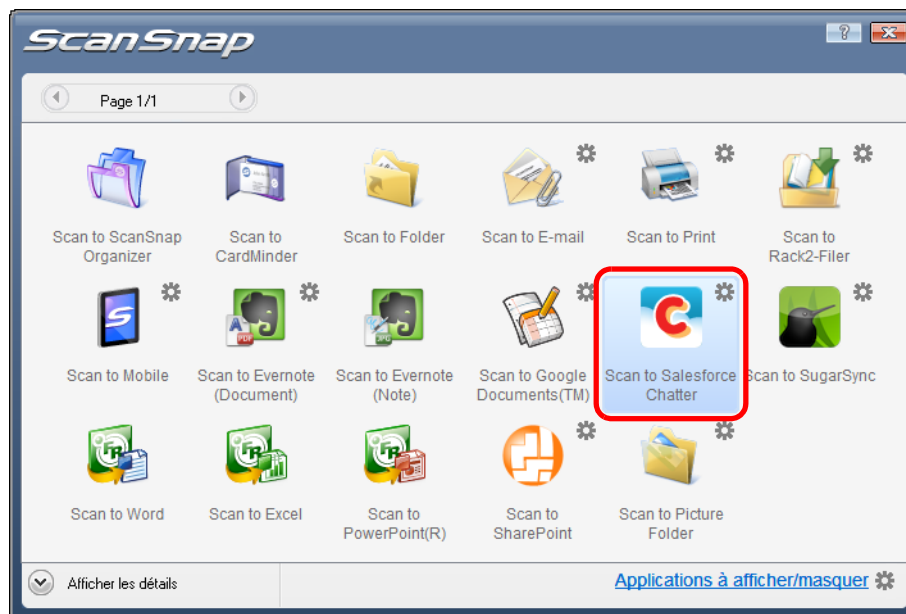 ScanSnap
?
Page 1/1
Scan to ScanSnap
Organizer
Scan to
CardMinder
Scan to Folder
Scan to E-mail
Scan to Print
Scan to
Rack2-Filer
Scan to Mobile
Scan to Evernote
(Document)
Scan to Evernote
(Note)
Scan to Google
Documents(TM)
Scan to Salesforce
Chatter
Scan to SugarSync
Scan to Word
Scan to Excel
Scan to
PowerPoint(R)
Scan to
SharePoint
Scan to Picture
Folder
Afficher les détails
Applications à afficher/masquer